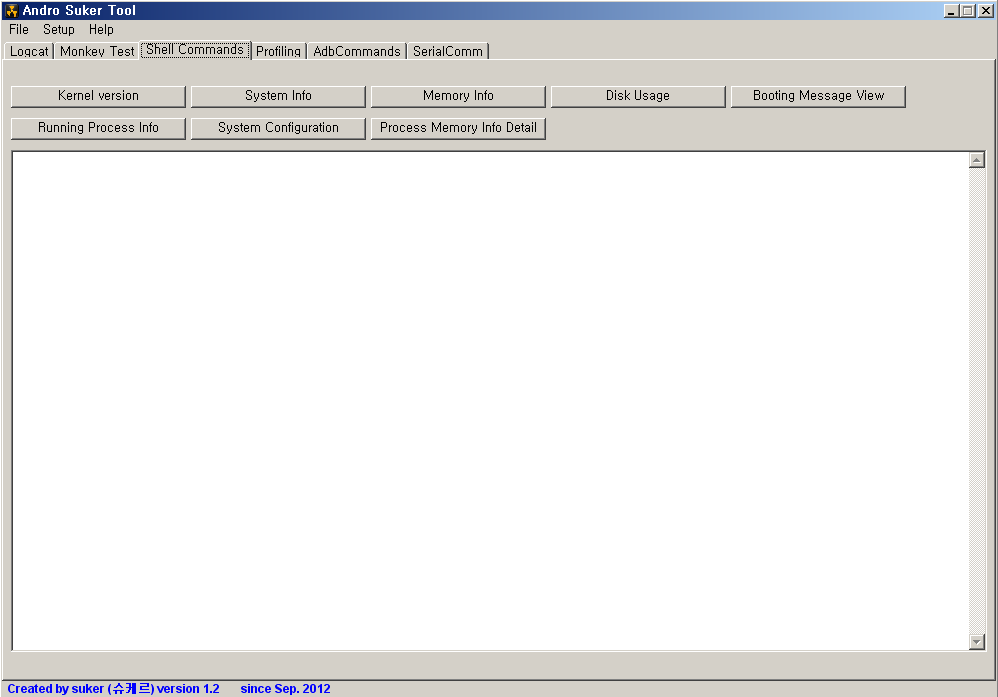 Andro Suker Tool
File Setup Help
Logcat Monkey Test Shell Commands Profiling AdbCommands SerialComm
Kernel version System Info Memory Info Disk Usage Booting Message View
Running Process Info System Configuration Process Memory Info Detail
Created by suker (슈케르) version 1.2 since Sep. 2012